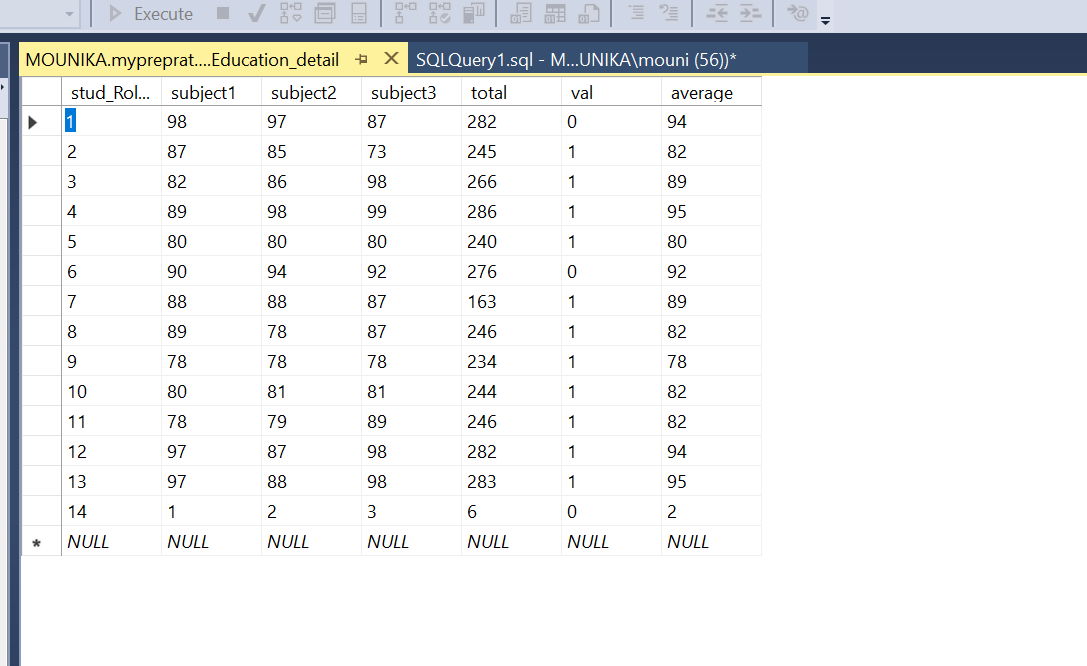 Execute
MOUNIKA.mypreprat....Education_detail SQLQuery1.sql - M...UNIKA\mouni (56))*
stud_Rol... subject1 subject2 subject3 total val average
1 98 97 87 282 0 94
2 87 85 73 245 1 82
3 82 86 98 266 1 89
4 89 98 99 286 1 95
5 80 80 80 240 1 80
6 90 94 92 276 0 92
7 88 88 87 163 1 89
8 89 78 87 246 1 82
9 78 78 78 234 1 78
10 80 81 81 244 1 82
11 78 79 89 246 1 82
12 97 87 98 282 1 94
13 97 88 98 283 1 95
14 1 2 3 6 0 2
* NULL NULL NULL NULL NULL NULL NULL